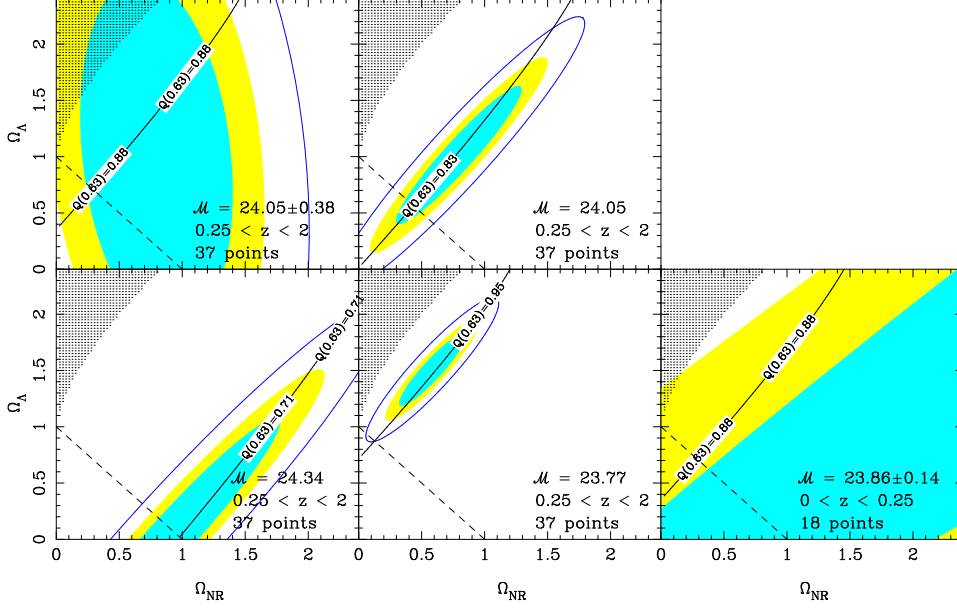 2
1.5
1
0.5
0
Ω_Λ
Q(0.63)=0.88
Q(0.63)=0.88
ℳ = 24.05±0.38
0.25 < z < 2
37 points
Q(0.63)=0.83
ℳ = 24.05
0.25 < z < 2
37 points
2
1.5
1
0.5
0
Ω_Λ
Q(0.63)=0.71
Q(0.63)=0.71
ℳ = 24.34
0.25 < z < 2
37 points
Q(0.63)=0.95
ℳ = 23.77
0.25 < z < 2
37 points
Q(0.63)=0.88
Q(0.63)=0.88
ℳ = 23.86±0.14
0 < z < 0.25
18 points
0 0.5 1 1.5 2
0 0.5 1 1.5 2
0 0.5 1 1.5 2
Ω_NR
Ω_NR
Ω_NR